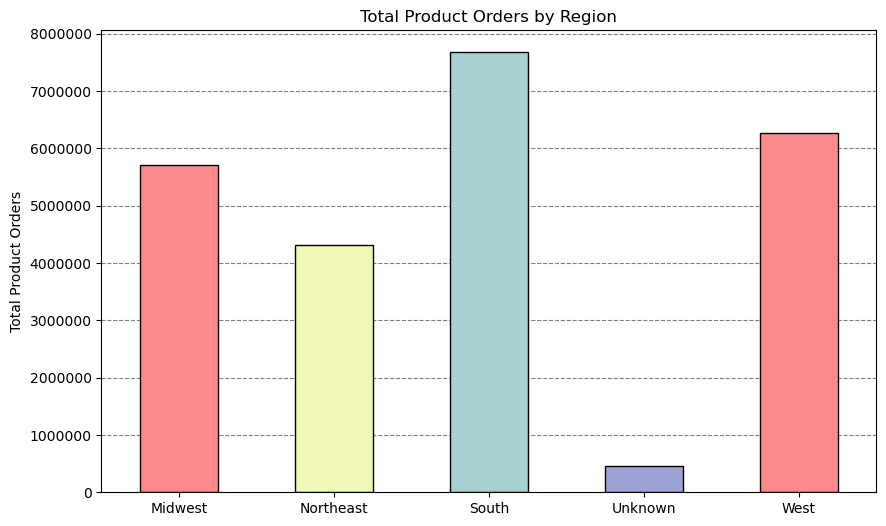 Total Product Orders by Region
Total Product Orders
8000000
7000000
6000000
5000000
4000000
3000000
2000000
1000000
0
Midwest
Northeast
South
Unknown
West